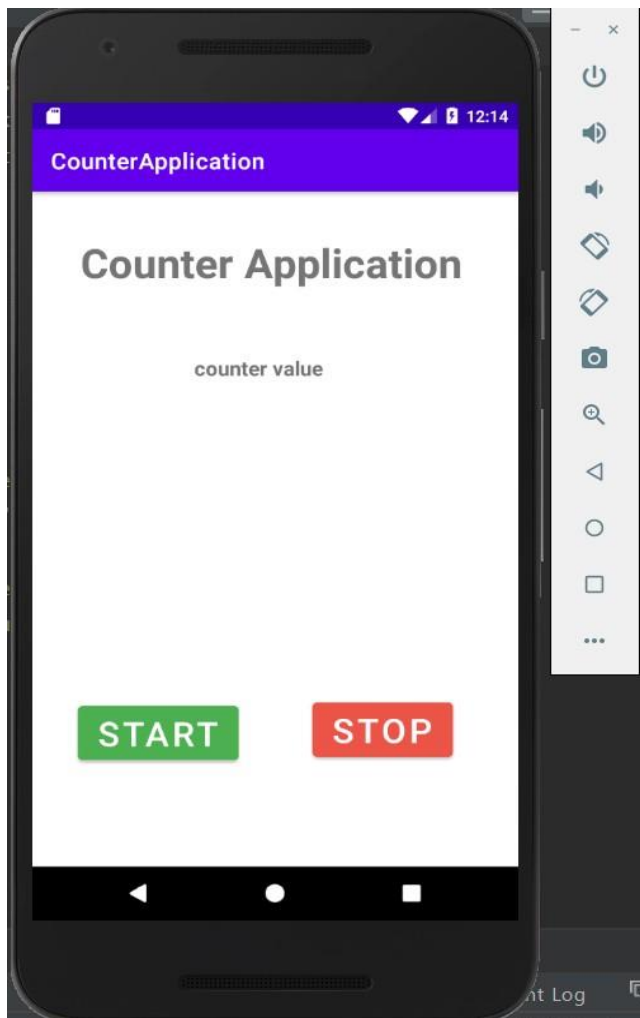 12:14
CounterApplication
Counter Application
counter value
START
STOP
nt Log